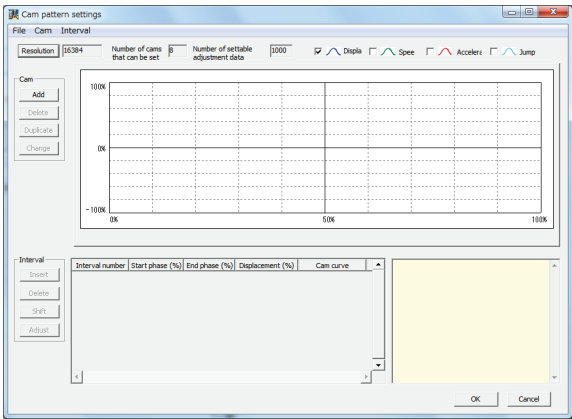 Cam pattern settings
File Cam Interval
Resolution 16384 Number of cams that can be set 8 Number of settable adjustment data 1000 Displa Spee Accelera Jump
Cam
Add
Delete
Duplicate
Change
100%
0%
-100%
0% 50% 100%
Interval
Insert
Delete
Shift
Adjust
Interval number Start phase (%) End phase (%) Displacement (%) Cam curve
OK Cancel